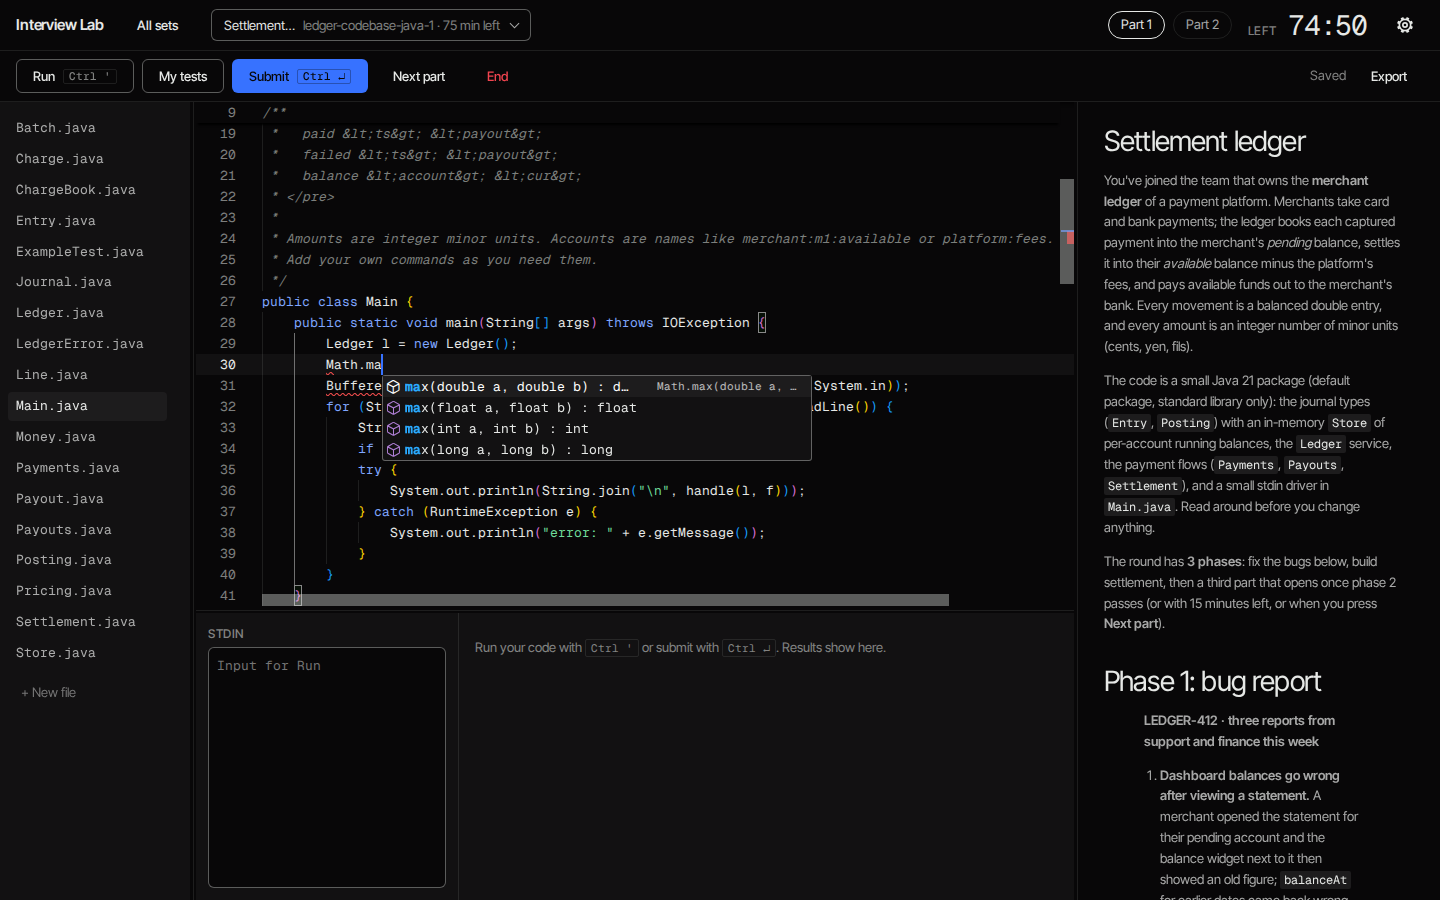 Interview Lab
All sets
Settlement... ledger-codebase-java-1 · 75 min left
Part 1
Part 2
LEFT 74:50
Run Ctrl '
My tests
Submit Ctrl ↵
Next part
End
Saved
Export
Batch.java
Charge.java
ChargeBook.java
Entry.java
ExampleTest.java
Journal.java
Ledger.java
LedgerError.java
Line.java
Main.java
Money.java
Payments.java
Payout.java
Payouts.java
Posting.java
Pricing.java
Settlement.java
Store.java
+ New file
9 /**
19 *   paid &lt;ts&gt; &lt;payout&gt;
20 *   failed &lt;ts&gt; &lt;payout&gt;
21 *   balance &lt;account&gt; &lt;cur&gt;
22 * </pre>
23 *
24 * Amounts are integer minor units. Accounts are names like merchant:m1:available or platform:fees.
25 * Add your own commands as you need them.
26 */
27 public class Main {
28     public static void main(String[] args) throws IOException {
29         Ledger l = new Ledger();
30         Math.ma
31         Buffere System.in));
32         for (St dLine()) {
33             Str
34             if
35             try {
36                 System.out.println(String.join("\n", handle(l, f)));
37             } catch (RuntimeException e) {
38                 System.out.println("error: " + e.getMessage());
39             }
40         }
41     }
max(double a, double b) : d… Math.max(double a, …
max(float a, float b) : float
max(int a, int b) : int
max(long a, long b) : long
STDIN
Input for Run
Run your code with Ctrl ' or submit with Ctrl ↵. Results show here.
Settlement ledger
You've joined the team that owns the merchant
ledger of a payment platform. Merchants take card
and bank payments; the ledger books each captured
payment into the merchant's pending balance, settles
it into their available balance minus the platform's
fees, and pays available funds out to the merchant's
bank. Every movement is a balanced double entry,
and every amount is an integer number of minor units
(cents, yen, fils).
The code is a small Java 21 package (default
package, standard library only): the journal types
(Entry, Posting) with an in-memory Store of
per-account running balances, the Ledger service,
the payment flows (Payments, Payouts,
Settlement), and a small stdin driver in
Main.java. Read around before you change
anything.
The round has 3 phases: fix the bugs below, build
settlement, then a third part that opens once phase 2
passes (or with 15 minutes left, or when you press
Next part).
Phase 1: bug report
LEDGER-412 · three reports from
support and finance this week
1. Dashboard balances go wrong
after viewing a statement. A
merchant opened the statement for
their pending account and the
balance widget next to it then
showed an old figure; balanceAt
for earlier dates came back wrong